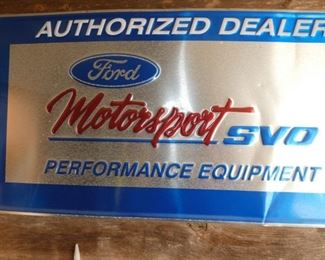 AUTHORIZED DEALER
Ford
Motorsport SVO
PERFORMANCE EQUIPMENT